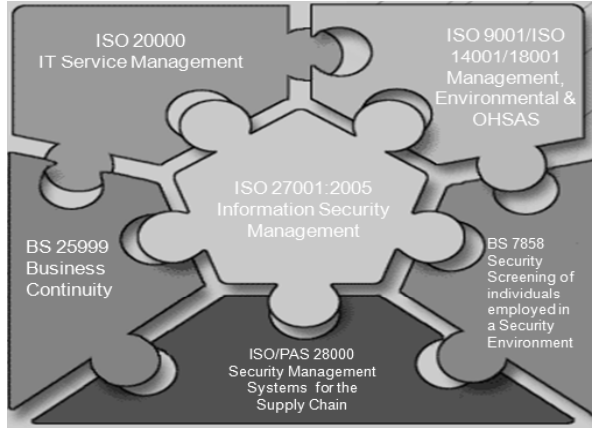 ISO 20000
IT Service Management
ISO 9001/ISO
14001/18001
Management,
Environmental &
OHSAS
ISO 27001:2005
Information Security
Management
BS 25999
Business
Continuity
BS 7858
Security
Screening of
individuals
employed in
a Security
Environment
ISO/PAS 28000
Security Management
Systems for the
Supply Chain